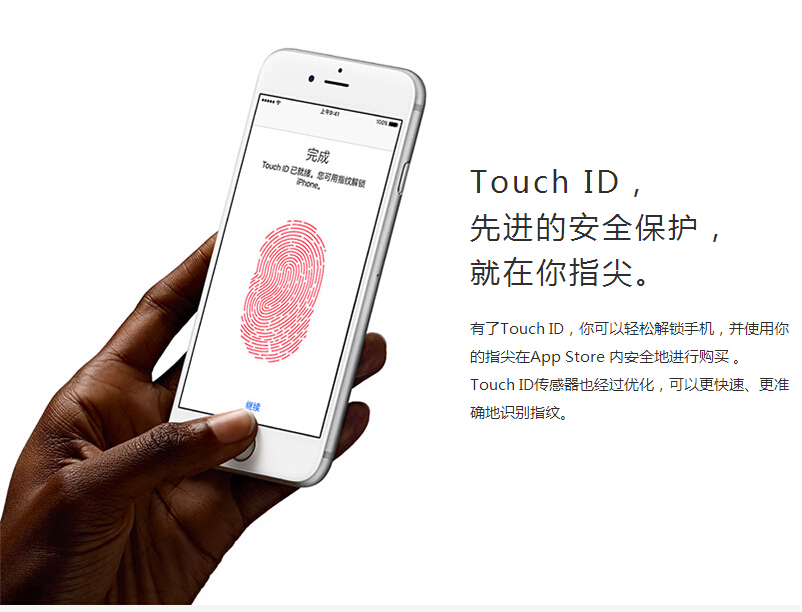 上午9:41
100%
完成
Touch ID 已就绪。您可用指纹解锁
iPhone。
继续
Touch ID，
先进的安全保护，
就在你指尖。
有了Touch ID，你可以轻松解锁手机，并使用你
的指尖在App Store 内安全地进行购买 。
Touch ID传感器也经过优化，可以更快速、更准
确地识别指纹。